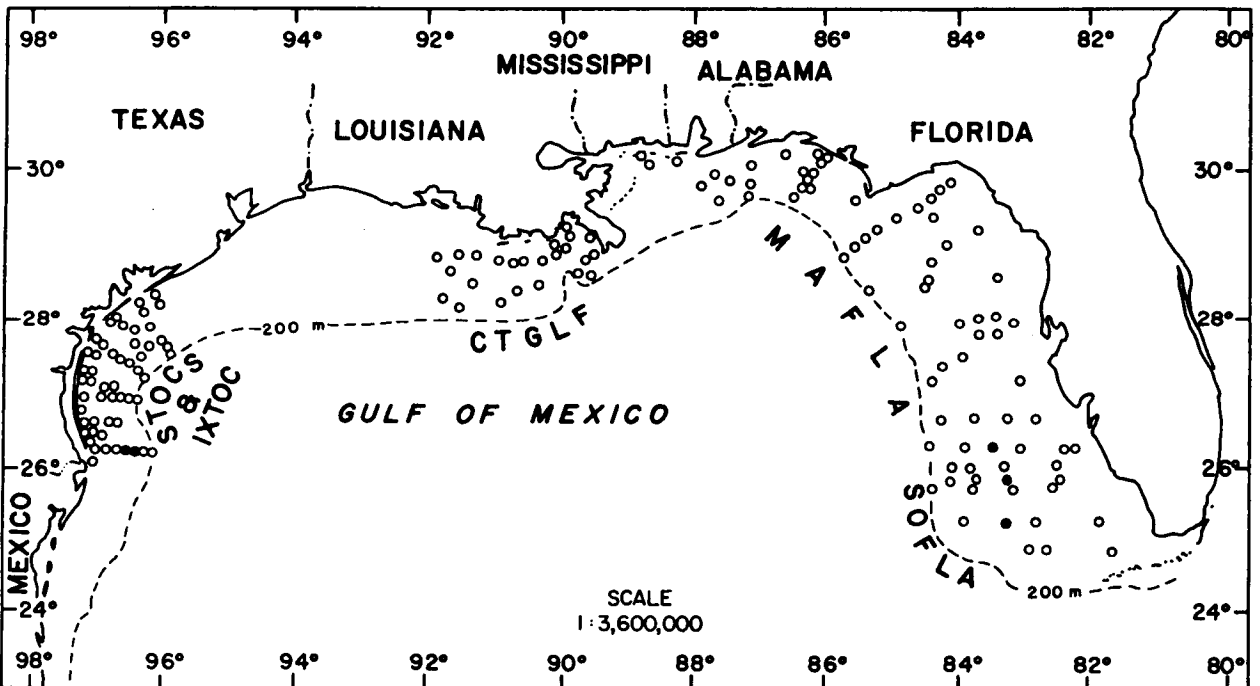 98° 96° 94° 92° 90° 88° 86° 84° 82° 80°
MISSISSIPPI ALABAMA
TEXAS LOUISIANA FLORIDA
30° 30°
MAFLA
28° 200 m 28°
CTGLF
STOCS
&
IXTOC
GULF OF MEXICO
26° 26°
SOFLA
MEXICO
200 m
SCALE
24° 24°
1:3,600,000
98° 96° 94° 92° 90° 88° 86° 84° 82° 80°